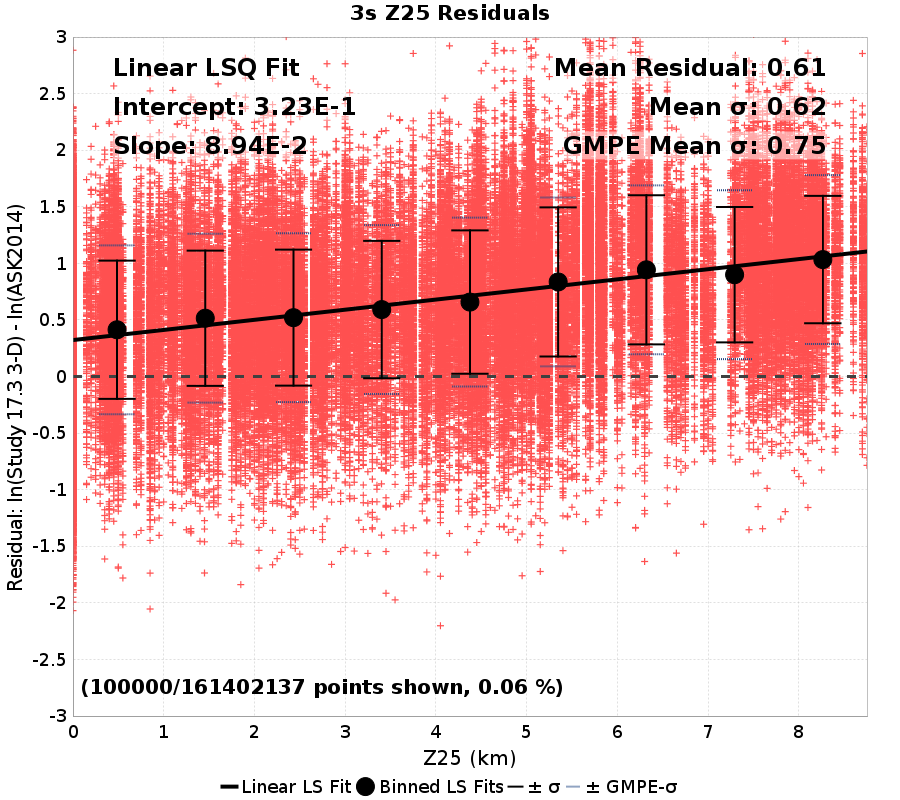 3s Z25 Residuals
Linear LSQ Fit
Intercept: 3.23E-1
Slope: 8.94E-2
Mean Residual: 0.61
Mean σ: 0.62
GMPE Mean σ: 0.75
Residual: ln(Study 17.3 3-D) - ln(ASK2014)
3
2.5
2
1.5
1
0.5
0
-0.5
-1
-1.5
-2
-2.5
-3
(100000/161402137 points shown, 0.06 %)
0 1 2 3 4 5 6 7 8
Z25 (km)
Linear LS Fit Binned LS Fits ± σ ± GMPE-σ